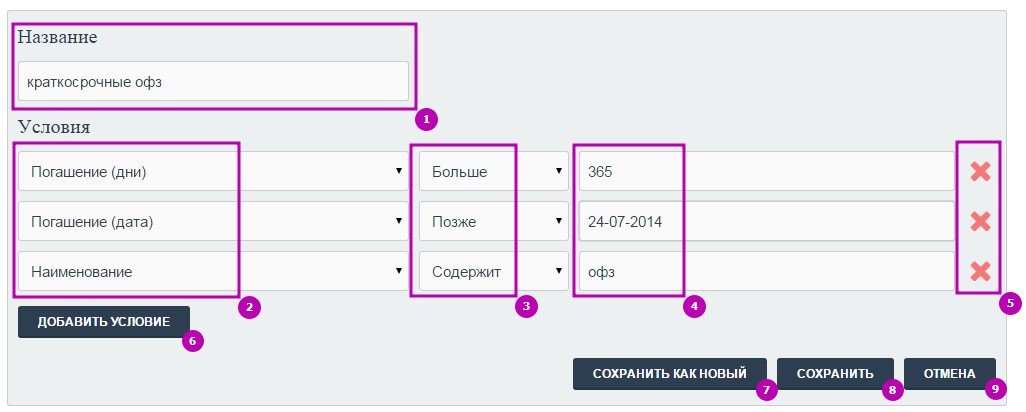 Название
краткосрочные офз
1
Условия
Погашение (дни) Больше 365
Погашение (дата) Позже 24-07-2014
Наименование Содержит офз
2 3 4 5
ДОБАВИТЬ УСЛОВИЕ
6
СОХРАНИТЬ КАК НОВЫЙ СОХРАНИТЬ ОТМЕНА
7 8 9